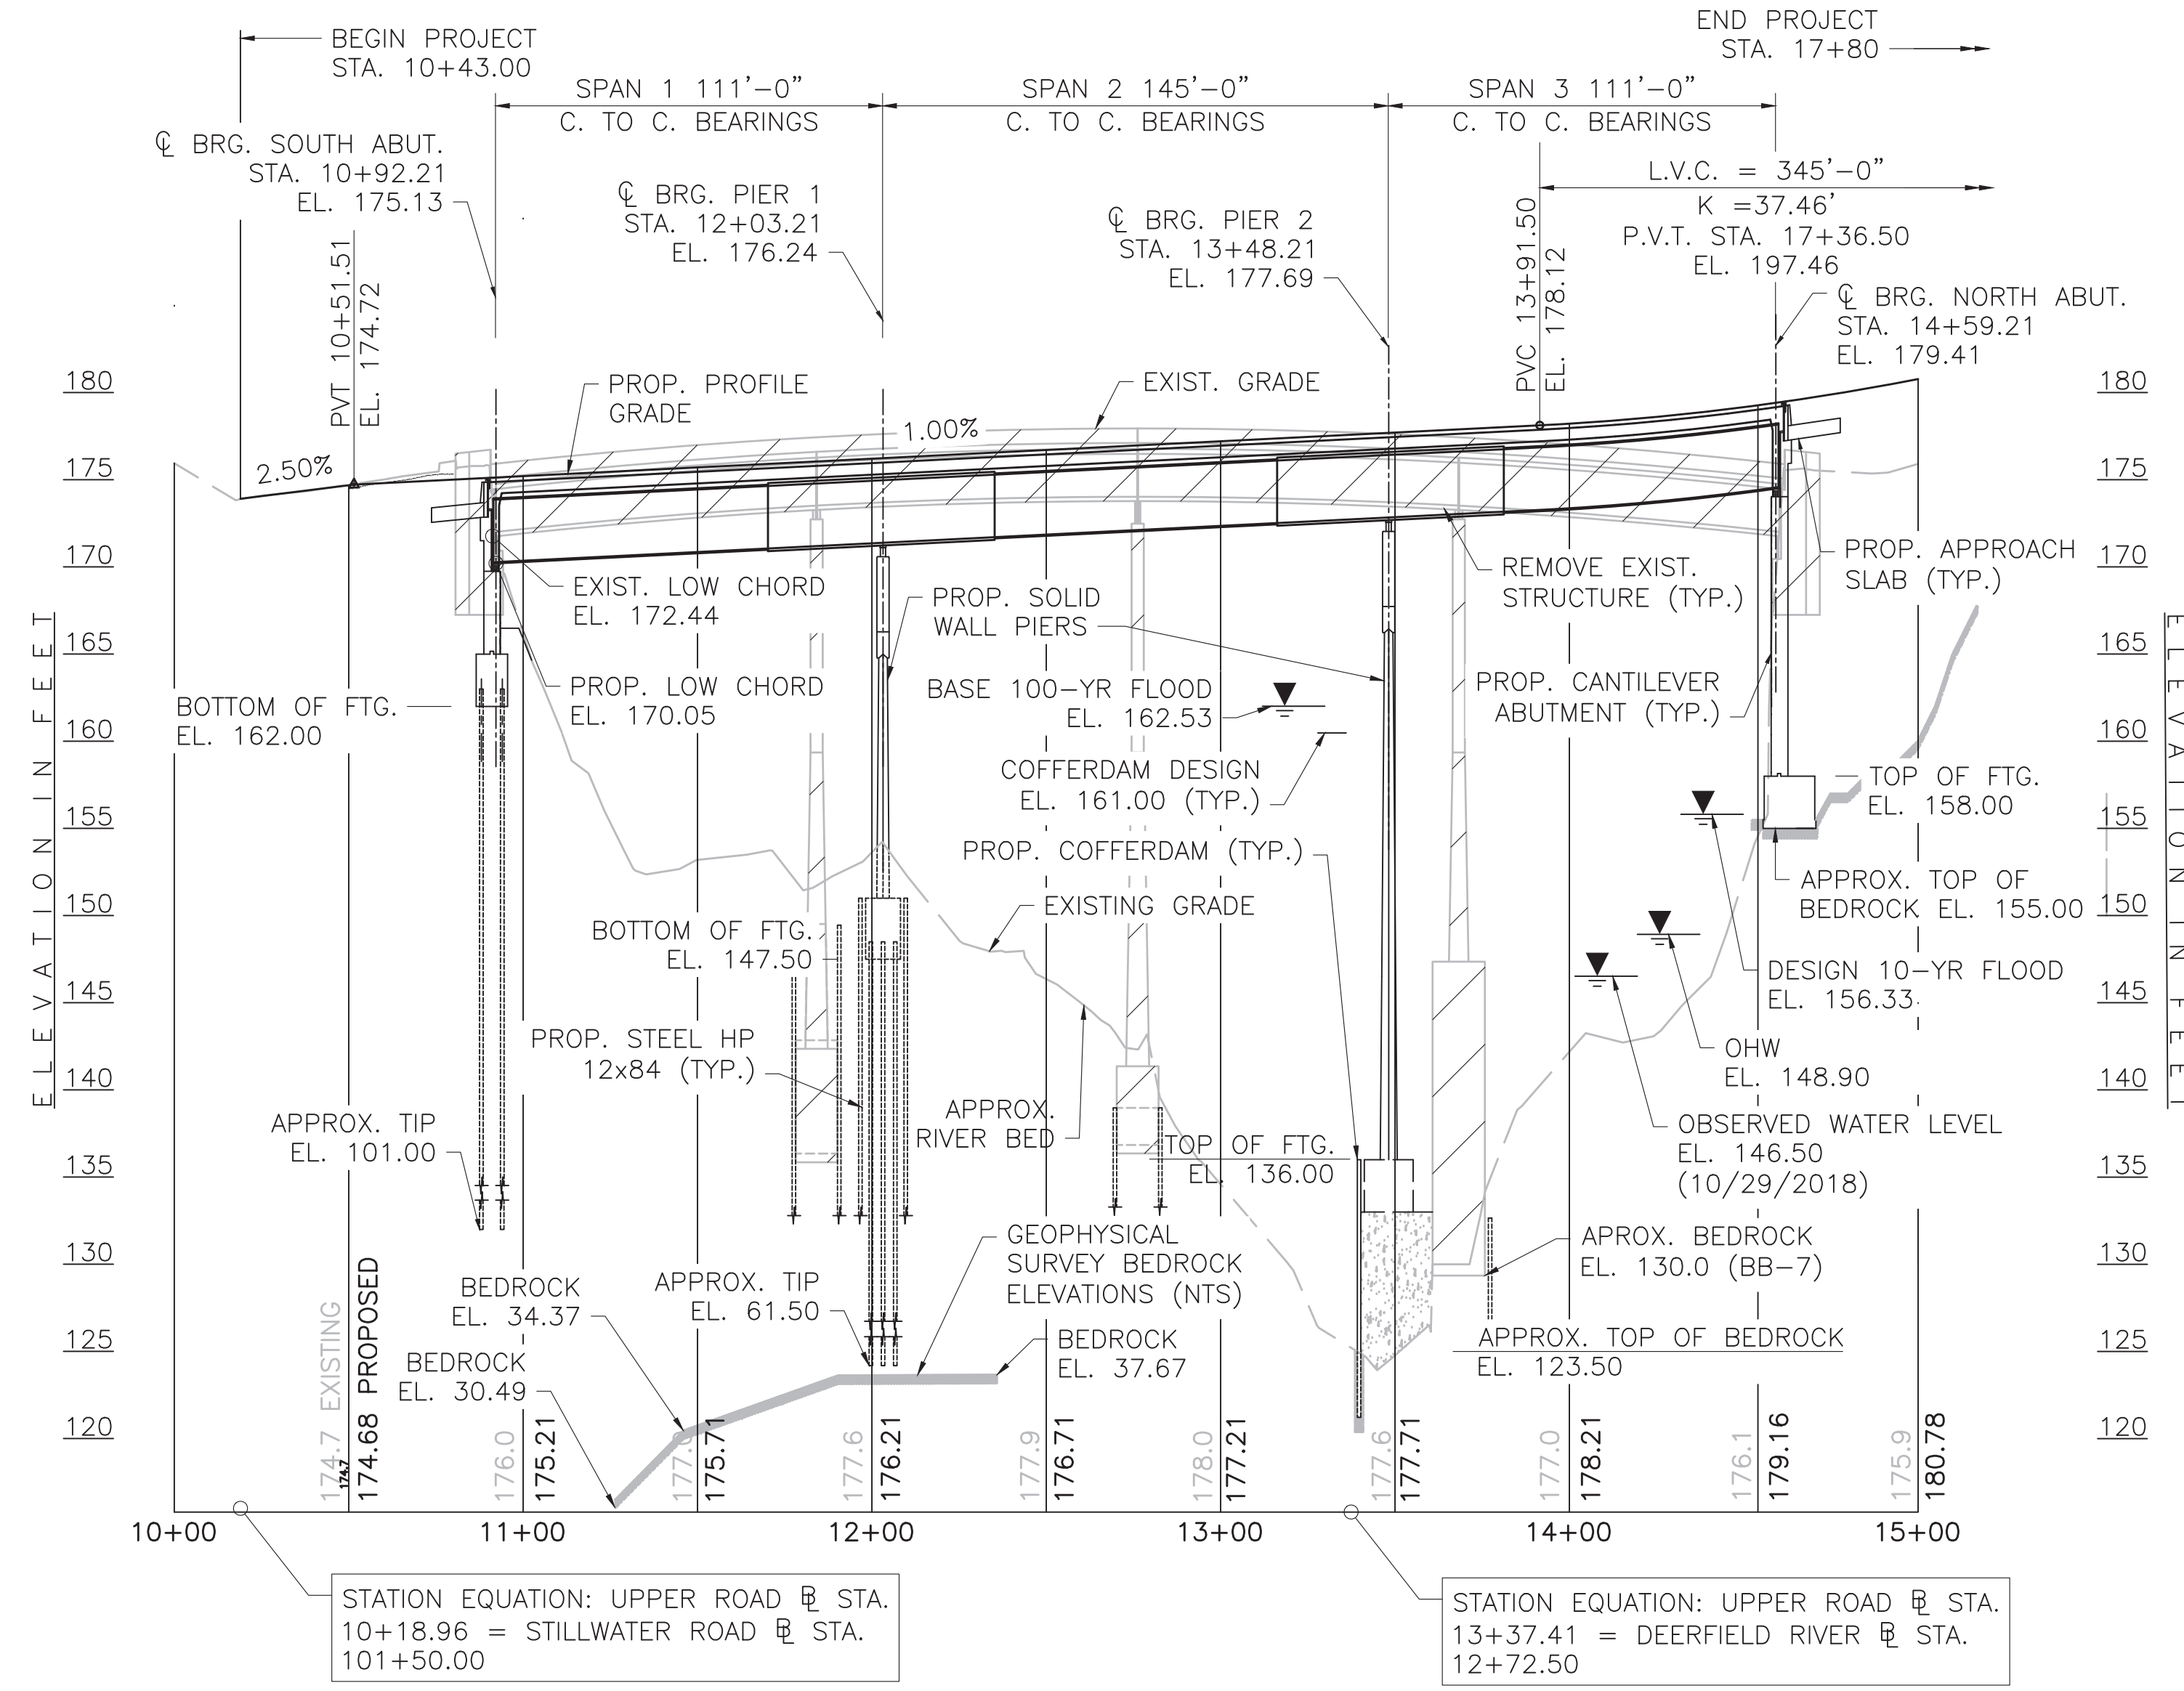 BEGIN PROJECT
STA. 10+43.00
END PROJECT
STA. 17+80
SPAN 1 111'-0"
C. TO C. BEARINGS
SPAN 2 145'-0"
C. TO C. BEARINGS
SPAN 3 111'-0"
C. TO C. BEARINGS
℄ BRG. SOUTH ABUT.
STA. 10+92.21
EL. 175.13
℄ BRG. PIER 1
STA. 12+03.21
EL. 176.24
℄ BRG. PIER 2
STA. 13+48.21
EL. 177.69
L.V.C. = 345'-0"
K =37.46'
P.V.T. STA. 17+36.50
EL. 197.46
℄ BRG. NORTH ABUT.
STA. 14+59.21
EL. 179.41
PVT 10+51.51
EL. 174.72
PVC 13+91.50
EL. 178.12
PROP. PROFILE
GRADE
EXIST. GRADE
2.50%
1.00%
180
175
170
165
160
155
150
145
140
135
130
125
120
ELEVATION IN FEET
EXIST. LOW CHORD
EL. 172.44
PROP. LOW CHORD
EL. 170.05
BOTTOM OF FTG.
EL. 162.00
PROP. SOLID
WALL PIERS
BASE 100-YR FLOOD
EL. 162.53
COFFERDAM DESIGN
EL. 161.00 (TYP.)
PROP. COFFERDAM (TYP.)
EXISTING GRADE
REMOVE EXIST.
STRUCTURE (TYP.)
PROP. APPROACH
SLAB (TYP.)
PROP. CANTILEVER
ABUTMENT (TYP.)
TOP OF FTG.
EL. 158.00
APPROX. TOP OF
BEDROCK EL. 155.00
DESIGN 10-YR FLOOD
EL. 156.33
OHW
EL. 148.90
OBSERVED WATER LEVEL
EL. 146.50
(10/29/2018)
BOTTOM OF FTG.
EL. 147.50
PROP. STEEL HP
12x84 (TYP.)
APPROX. TIP
EL. 101.00
APPROX.
RIVER BED
TOP OF FTG.
EL. 136.00
GEOPHYSICAL
SURVEY BEDROCK
ELEVATIONS (NTS)
APROX. BEDROCK
EL. 130.0 (BB-7)
BEDROCK
EL. 34.37
APPROX. TIP
EL. 61.50
BEDROCK
EL. 30.49
BEDROCK
EL. 37.67
APPROX. TOP OF BEDROCK
EL. 123.50
180
175
170
165
160
155
150
145
140
135
130
125
120
ELEVATION IN FEET
174.7 EXISTING
174.7
174.68 PROPOSED
176.0
175.21
175.71
177.6
176.21
177.9
176.71
178.0
177.21
177.6
177.71
177.0
178.21
176.1
179.16
175.9
180.78
10+00
11+00
12+00
13+00
14+00
15+00
STATION EQUATION: UPPER ROAD ⅊ STA.
10+18.96 = STILLWATER ROAD ⅊ STA.
101+50.00
STATION EQUATION: UPPER ROAD ⅊ STA.
13+37.41 = DEERFIELD RIVER ⅊ STA.
12+72.50